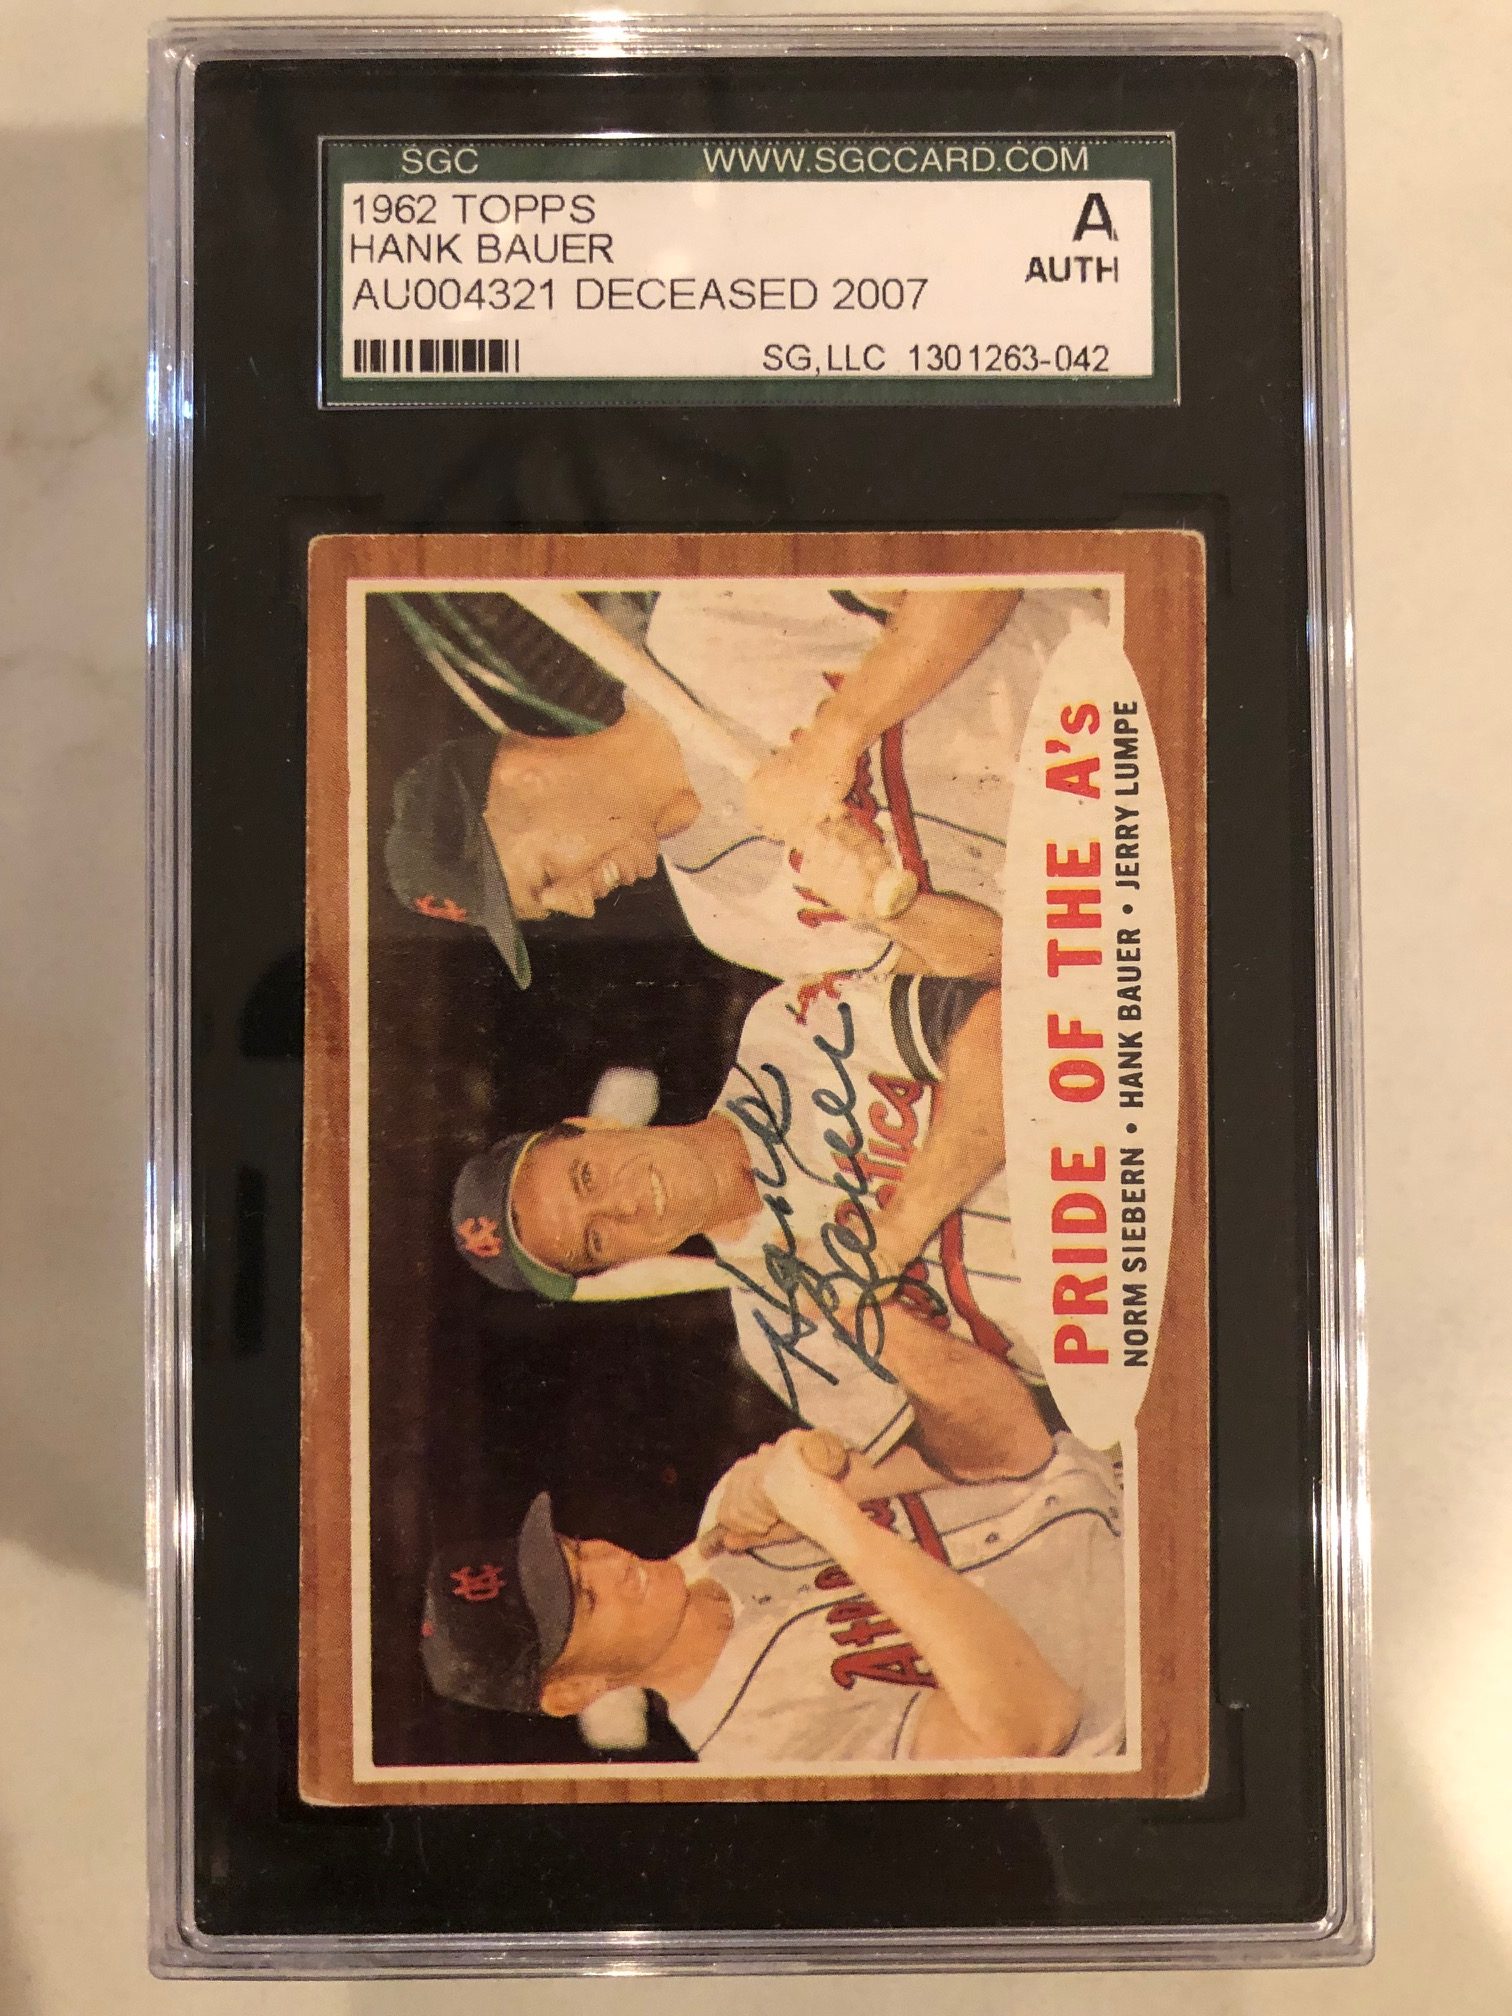 SGC WWW.SGCCARD.COM
1962 TOPPS A
HANK BAUER AUTH
AU004321 DECEASED 2007
SG,LLC 1301263-042
PRIDE OF THE A's
NORM SIEBERN • HANK BAUER • JERRY LUMPE
Hank
Bauer